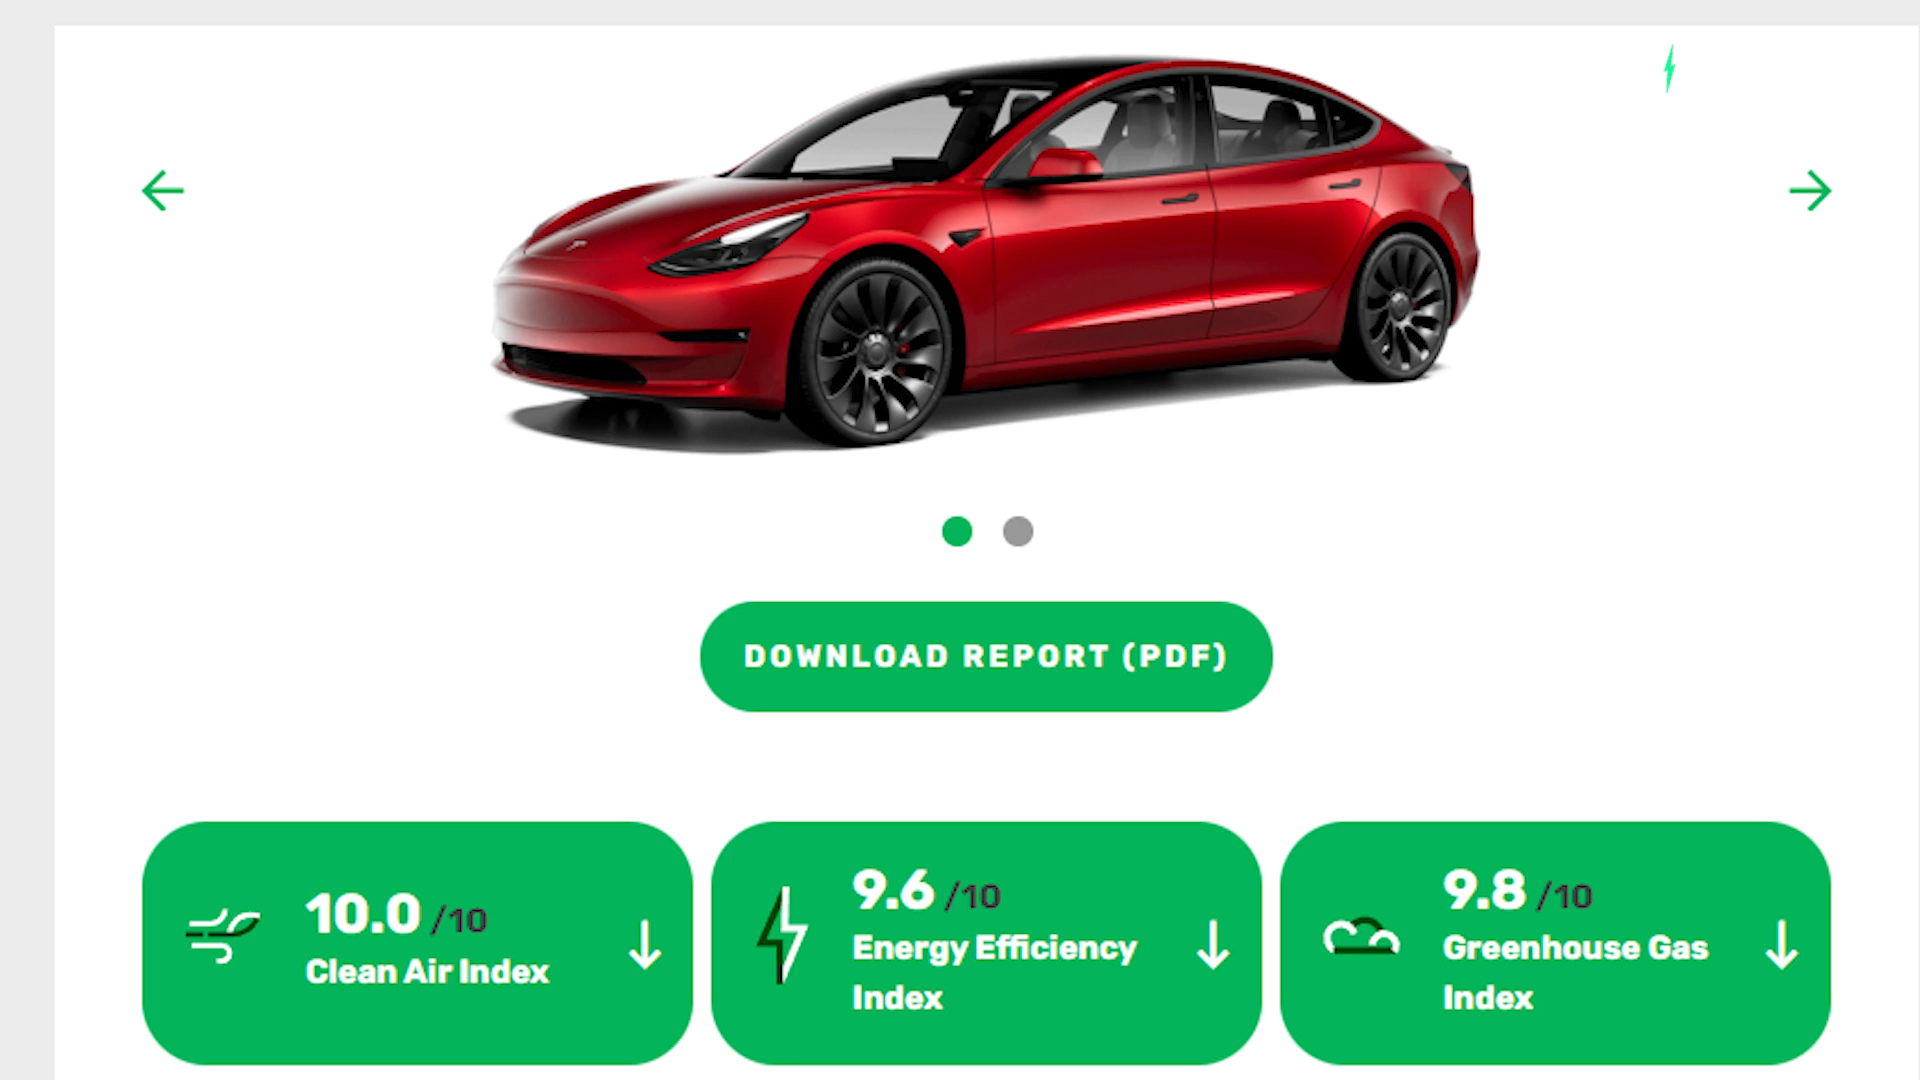 DOWNLOAD REPORT (PDF)
10.0 /10
Clean Air Index
9.6 /10
Energy Efficiency
Index
9.8 /10
Greenhouse Gas
Index